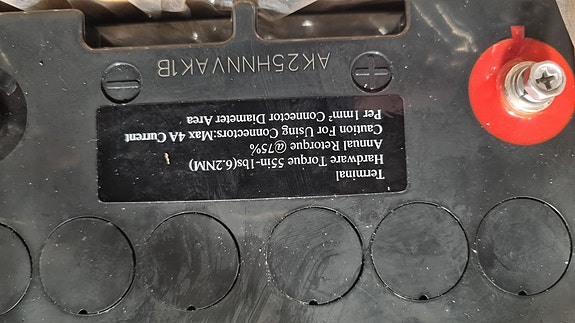 AK25HNNVAK1B
Terminal
Hardware Torque 55in-1bs(6.2NM)
Annual Retorque @75%
Caution For Using Connectors:Max 4A Current
Per 1mm² Connector Diameter Area